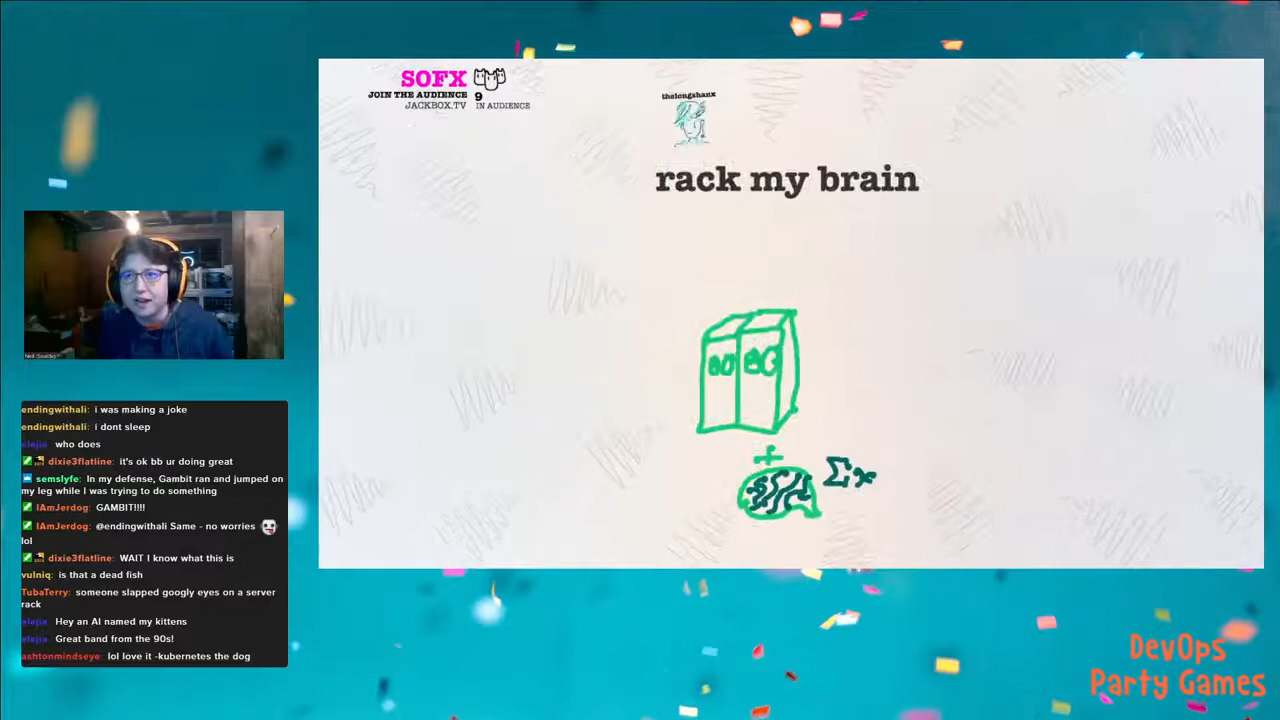 SOFX
JOIN THE AUDIENCE
JACKBOX.TV
9
IN AUDIENCE
thelongshanx
rack my brain
+
Σx
Neil (Seattle)
endingwithali: i was making a joke
endingwithali: i dont sleep
elejia who does
dixie3flatline: it's ok bb ur doing great
semslyfe: In my defense, Gambit ran and jumped on
my leg while I was trying to do something
IAmJerdog: GAMBIT!!!!
IAmJerdog: @endingwithali Same - no worries
lol
dixie3flatline: WAIT I know what this is
vulniq: is that a dead fish
TubaTerry: someone slapped googly eyes on a server
rack
elejia Hey an AI named my kittens
elejia Great band from the 90s!
ashtonmindseye: lol love it -kubernetes the dog
DevOps
Party Games